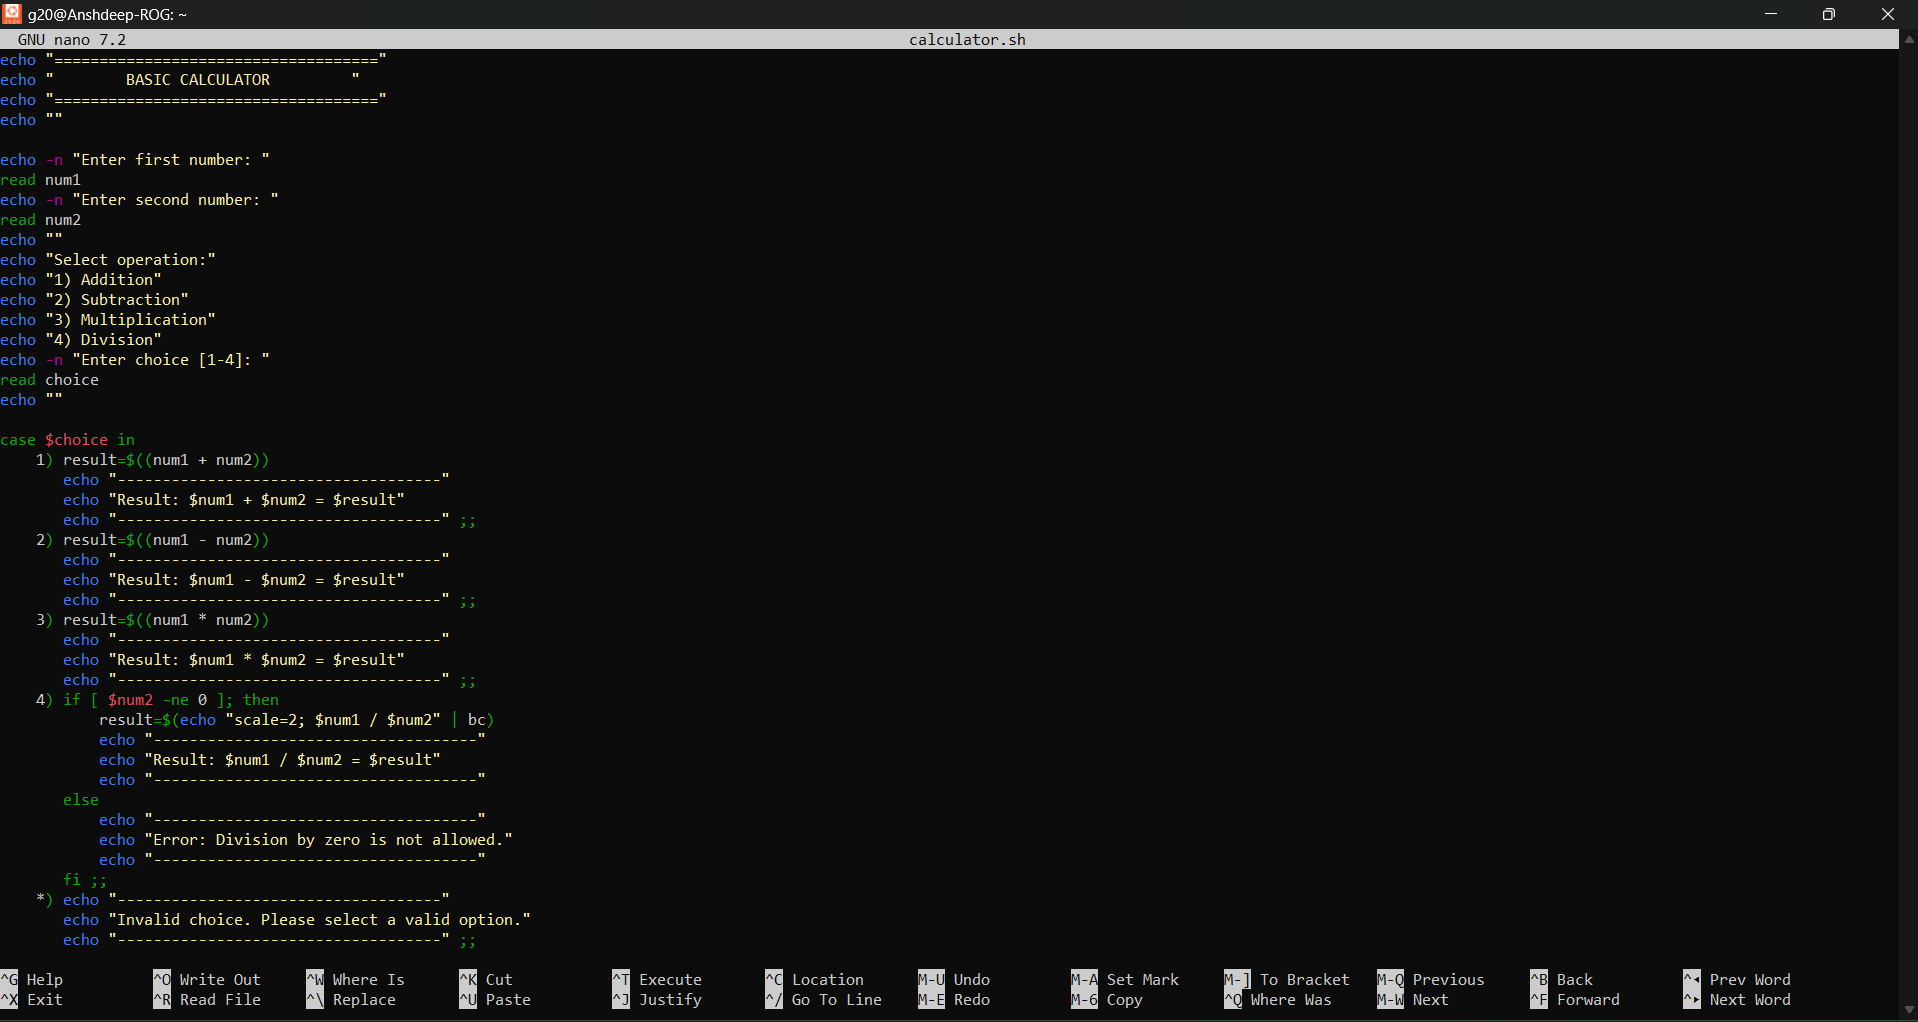 g20@Anshdeep-ROG: ~
GNU nano 7.2 calculator.sh
echo "===================================="
echo "        BASIC CALCULATOR         "
echo "===================================="
echo ""
echo -n "Enter first number: "
read num1
echo -n "Enter second number: "
read num2
echo ""
echo "Select operation:"
echo "1) Addition"
echo "2) Subtraction"
echo "3) Multiplication"
echo "4) Division"
echo -n "Enter choice [1-4]: "
read choice
echo ""
case $choice in
    1) result=$((num1 + num2))
       echo "------------------------------------"
       echo "Result: $num1 + $num2 = $result"
       echo "------------------------------------" ;;
    2) result=$((num1 - num2))
       echo "------------------------------------"
       echo "Result: $num1 - $num2 = $result"
       echo "------------------------------------" ;;
    3) result=$((num1 * num2))
       echo "------------------------------------"
       echo "Result: $num1 * $num2 = $result"
       echo "------------------------------------" ;;
    4) if [ $num2 -ne 0 ]; then
           result=$(echo "scale=2; $num1 / $num2" | bc)
           echo "------------------------------------"
           echo "Result: $num1 / $num2 = $result"
           echo "------------------------------------"
       else
           echo "------------------------------------"
           echo "Error: Division by zero is not allowed."
           echo "------------------------------------"
       fi ;;
    *) echo "------------------------------------"
       echo "Invalid choice. Please select a valid option."
       echo "------------------------------------" ;;
^G Help ^O Write Out ^W Where Is ^K Cut ^T Execute ^C Location M-U Undo M-A Set Mark M-] To Bracket M-Q Previous ^B Back ^◂ Prev Word
^X Exit ^R Read File ^\ Replace ^U Paste ^J Justify ^/ Go To Line M-E Redo M-6 Copy ^Q Where Was M-W Next ^F Forward ^▸ Next Word